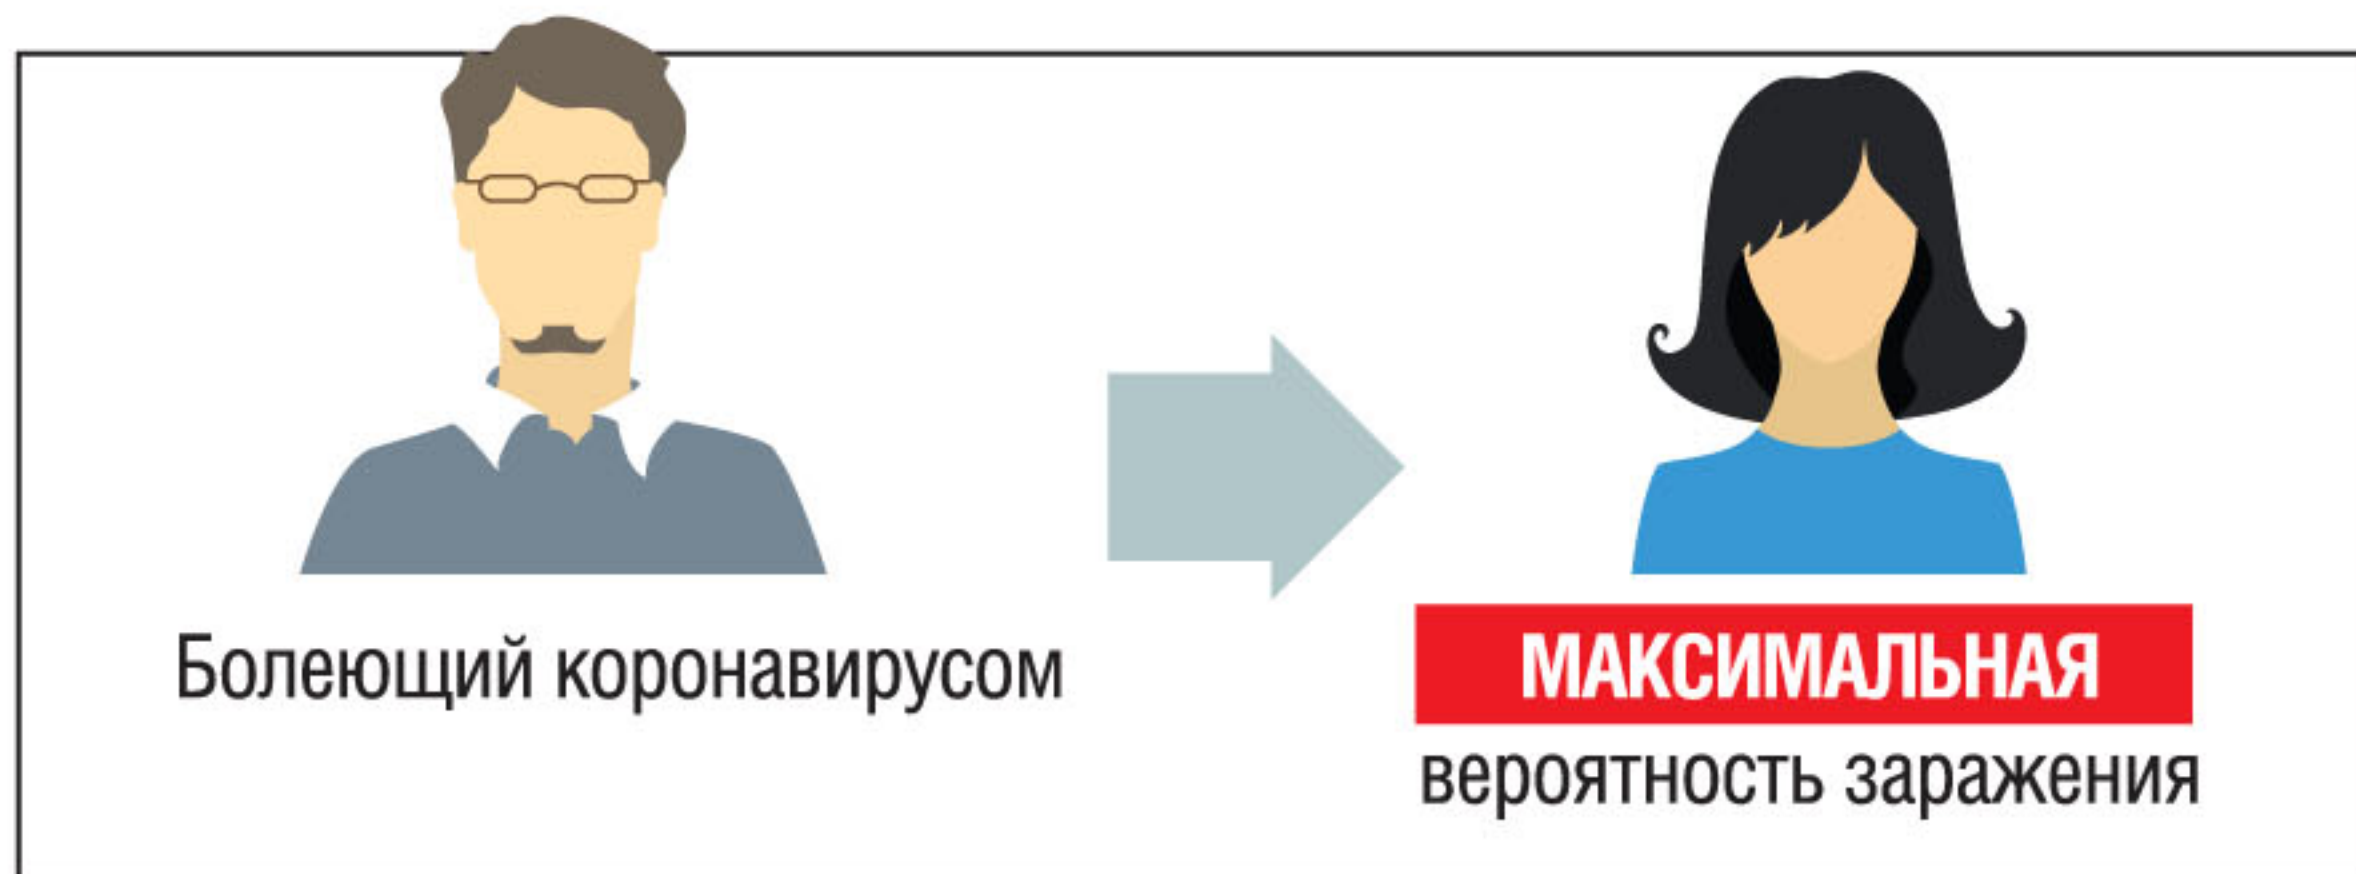 Болеющий коронавирусом
МАКСИМАЛЬНАЯ
вероятность заражения